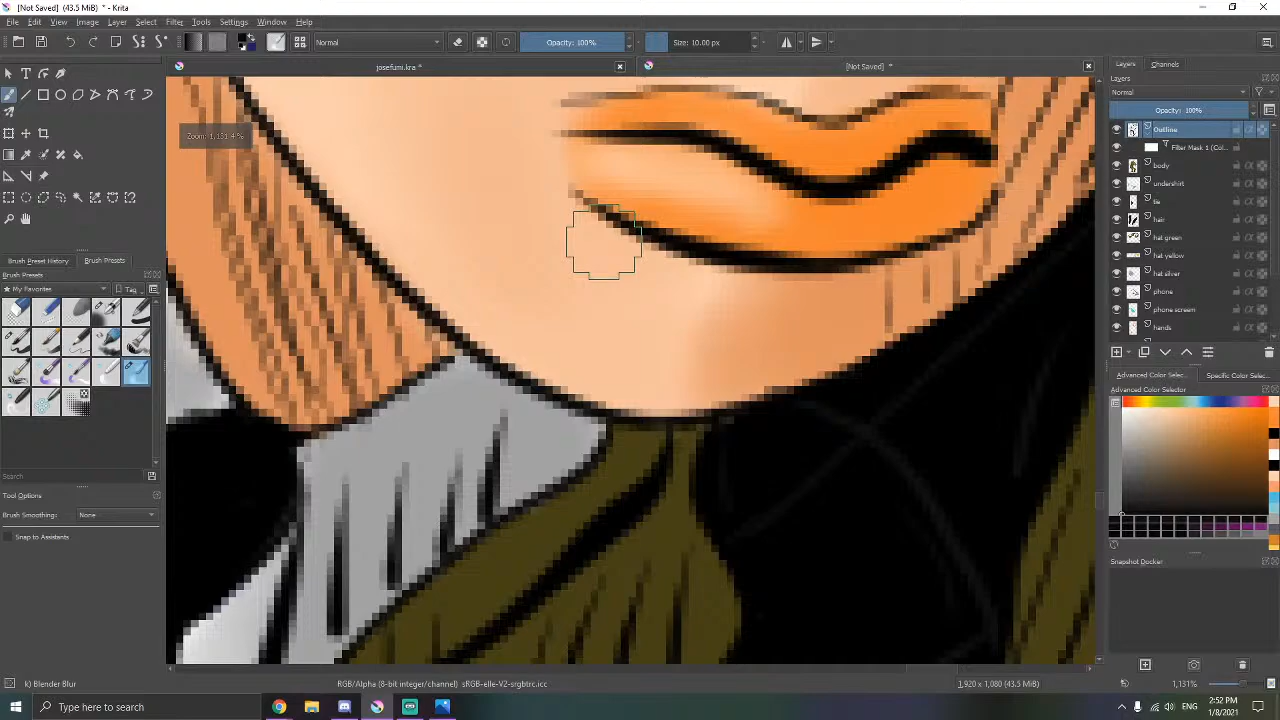 [Not Saved] (43.5 MiB) * - Krita
File Edit View Image Layer Select Filter Tools Settings Window Help
Normal Opacity: 100% Size: 10.00 px
josefumi.kra * [Not Saved] *
Zoom: 1,131.4 %
Brush Preset History Brush Presets
Brush Presets
My Favorites Tag
Search
Tool Options
Brush Smoothing: None
Snap to Assistants
Layers Channels
Layers
Normal
Opacity: 100%
Outline
Filter Mask 1 (Col...
body
undershirt
tie
hair
hat green
hat yellow
hat silver
phone
phone screen
hands
Advanced Color Selec... Specific Color Selec...
Advanced Color Selector
Snapshot Docker
k) Blender Blur RGB/Alpha (8-bit integer/channel) sRGB-elle-V2-srgbtrc.icc 1,920 x 1,080 (43.5 MiB) 1,131%
Type here to search
ENG
2:52 PM
1/8/2021